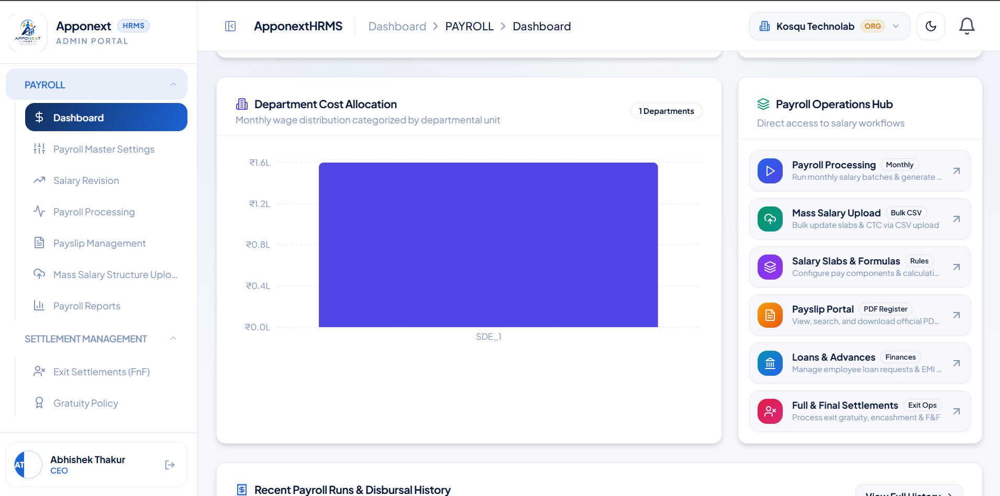 Apponext HRMS
ADMIN PORTAL
APPONEXT
ApponextHRMS
Dashboard > PAYROLL > Dashboard
Kosqu Technolab ORG
PAYROLL
Dashboard
Payroll Master Settings
Salary Revision
Payroll Processing
Payslip Management
Mass Salary Structure Uplo...
Payroll Reports
SETTLEMENT MANAGEMENT
Exit Settlements (FnF)
Gratuity Policy
AT
Abhishek Thakur
CEO
Department Cost Allocation
Monthly wage distribution categorized by departmental unit
1 Departments
₹1.6L
₹1.2L
₹0.8L
₹0.4L
₹0.0L
SDE_1
Payroll Operations Hub
Direct access to salary workflows
Payroll Processing Monthly
Run monthly salary batches & generate ...
Mass Salary Upload Bulk CSV
Bulk update slabs & CTC via CSV upload
Salary Slabs & Formulas Rules
Configure pay components & calculati...
Payslip Portal PDF Register
View, search, and download official PD...
Loans & Advances Finances
Manage employee loan requests & EMI ...
Full & Final Settlements Exit Ops
Process exit gratuity, encashment & F&F
Recent Payroll Runs & Disbursal History
View Full History